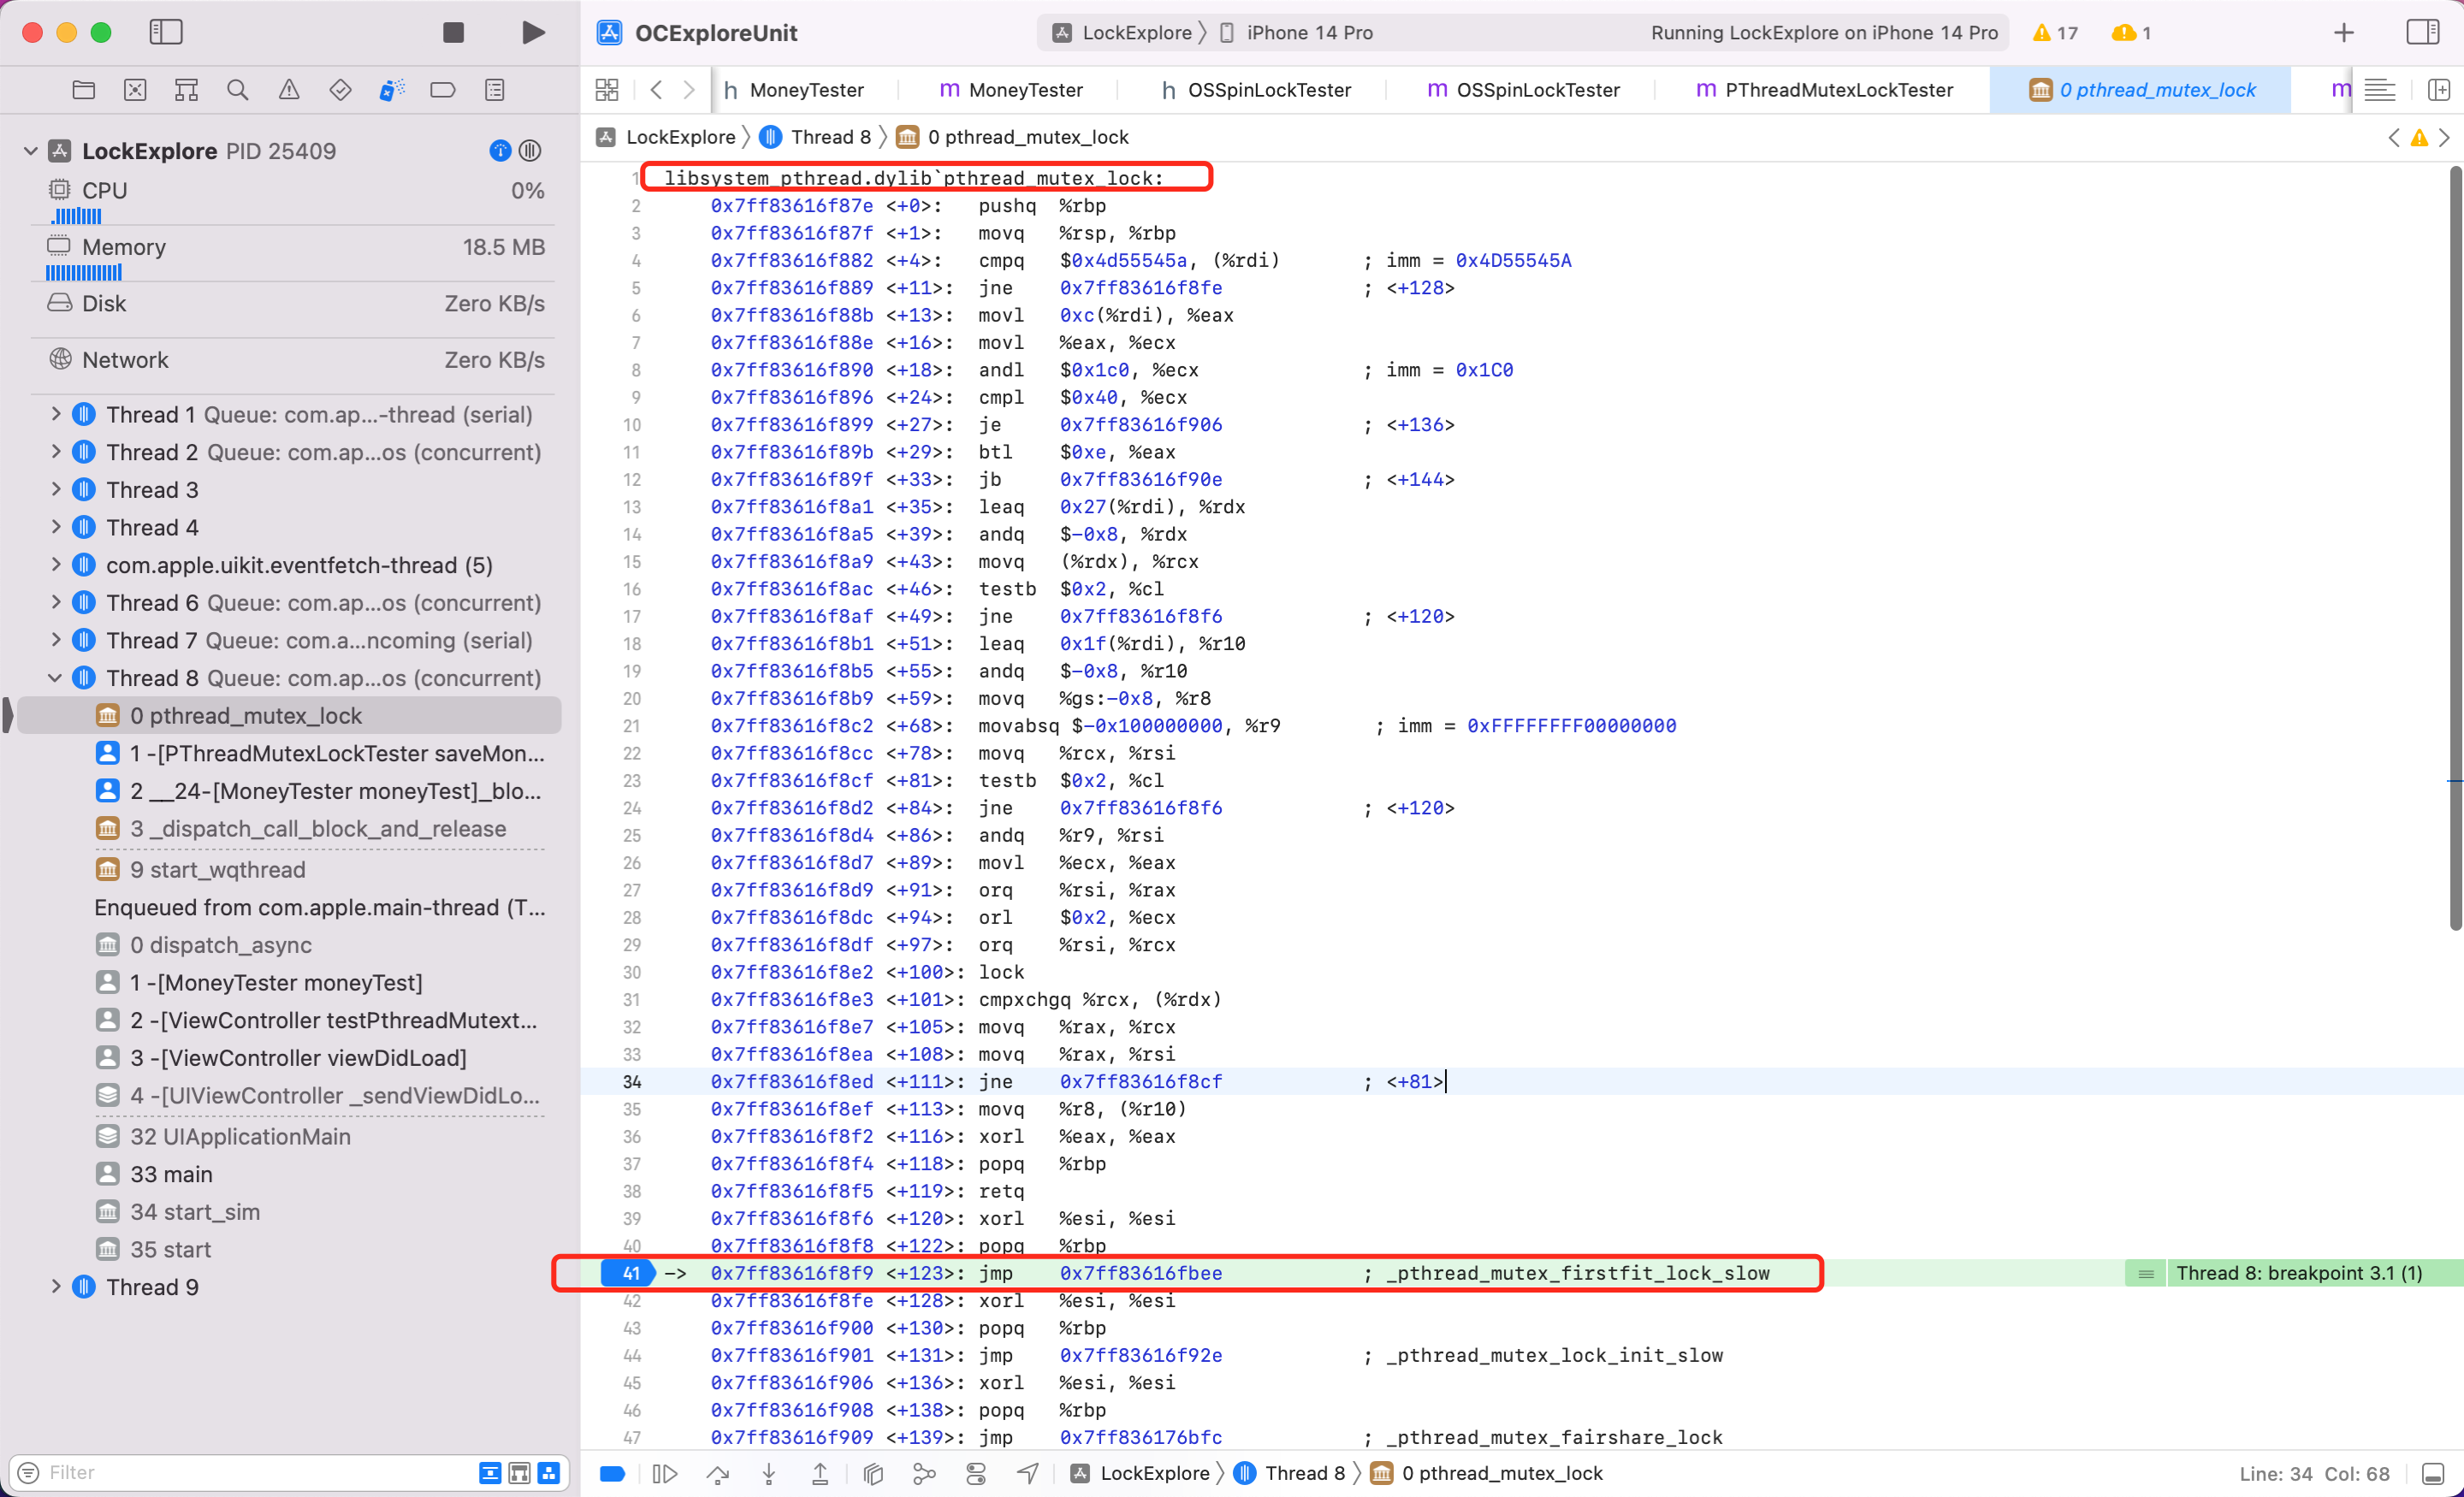 OCExploreUnit
LockExplore 〉 iPhone 14 Pro
Running LockExplore on iPhone 14 Pro
17
1
MoneyTester
MoneyTester
OSSpinLockTester
OSSpinLockTester
PThreadMutexLockTester
0 pthread_mutex_lock
LockExplore 〉 Thread 8 〉 0 pthread_mutex_lock
LockExplore PID 25409
CPU 0%
Memory 18.5 MB
Disk Zero KB/s
Network Zero KB/s
Thread 1 Queue: com.ap...-thread (serial)
Thread 2 Queue: com.ap...os (concurrent)
Thread 3
Thread 4
com.apple.uikit.eventfetch-thread (5)
Thread 6 Queue: com.ap...os (concurrent)
Thread 7 Queue: com.a...ncoming (serial)
Thread 8 Queue: com.ap...os (concurrent)
0 pthread_mutex_lock
1 -[PThreadMutexLockTester saveMon...
2 __24-[MoneyTester moneyTest]_blo...
3 _dispatch_call_block_and_release
9 start_wqthread
Enqueued from com.apple.main-thread (T...
0 dispatch_async
1 -[MoneyTester moneyTest]
2 -[ViewController testPthreadMutext...
3 -[ViewController viewDidLoad]
4 -[UIViewController _sendViewDidLo...
32 UIApplicationMain
33 main
34 start_sim
35 start
Thread 9
Filter
1 libsystem_pthread.dylib`pthread_mutex_lock:
2 0x7ff83616f87e <+0>: pushq %rbp
3 0x7ff83616f87f <+1>: movq %rsp, %rbp
4 0x7ff83616f882 <+4>: cmpq $0x4d55545a, (%rdi) ; imm = 0x4D55545A
5 0x7ff83616f889 <+11>: jne 0x7ff83616f8fe ; <+128>
6 0x7ff83616f88b <+13>: movl 0xc(%rdi), %eax
7 0x7ff83616f88e <+16>: movl %eax, %ecx
8 0x7ff83616f890 <+18>: andl $0x1c0, %ecx ; imm = 0x1C0
9 0x7ff83616f896 <+24>: cmpl $0x40, %ecx
10 0x7ff83616f899 <+27>: je 0x7ff83616f906 ; <+136>
11 0x7ff83616f89b <+29>: btl $0xe, %eax
12 0x7ff83616f89f <+33>: jb 0x7ff83616f90e ; <+144>
13 0x7ff83616f8a1 <+35>: leaq 0x27(%rdi), %rdx
14 0x7ff83616f8a5 <+39>: andq $-0x8, %rdx
15 0x7ff83616f8a9 <+43>: movq (%rdx), %rcx
16 0x7ff83616f8ac <+46>: testb $0x2, %cl
17 0x7ff83616f8af <+49>: jne 0x7ff83616f8f6 ; <+120>
18 0x7ff83616f8b1 <+51>: leaq 0x1f(%rdi), %r10
19 0x7ff83616f8b5 <+55>: andq $-0x8, %r10
20 0x7ff83616f8b9 <+59>: movq %gs:-0x8, %r8
21 0x7ff83616f8c2 <+68>: movabsq $-0x100000000, %r9 ; imm = 0xFFFFFFFF00000000
22 0x7ff83616f8cc <+78>: movq %rcx, %rsi
23 0x7ff83616f8cf <+81>: testb $0x2, %cl
24 0x7ff83616f8d2 <+84>: jne 0x7ff83616f8f6 ; <+120>
25 0x7ff83616f8d4 <+86>: andq %r9, %rsi
26 0x7ff83616f8d7 <+89>: movl %ecx, %eax
27 0x7ff83616f8d9 <+91>: orq %rsi, %rax
28 0x7ff83616f8dc <+94>: orl $0x2, %ecx
29 0x7ff83616f8df <+97>: orq %rsi, %rcx
30 0x7ff83616f8e2 <+100>: lock
31 0x7ff83616f8e3 <+101>: cmpxchgq %rcx, (%rdx)
32 0x7ff83616f8e7 <+105>: movq %rax, %rcx
33 0x7ff83616f8ea <+108>: movq %rax, %rsi
34 0x7ff83616f8ed <+111>: jne 0x7ff83616f8cf ; <+81>
35 0x7ff83616f8ef <+113>: movq %r8, (%r10)
36 0x7ff83616f8f2 <+116>: xorl %eax, %eax
37 0x7ff83616f8f4 <+118>: popq %rbp
38 0x7ff83616f8f5 <+119>: retq
39 0x7ff83616f8f6 <+120>: xorl %esi, %esi
40 0x7ff83616f8f8 <+122>: popq %rbp
41 -> 0x7ff83616f8f9 <+123>: jmp 0x7ff83616fbee ; _pthread_mutex_firstfit_lock_slow Thread 8: breakpoint 3.1 (1)
42 0x7ff83616f8fe <+128>: xorl %esi, %esi
43 0x7ff83616f900 <+130>: popq %rbp
44 0x7ff83616f901 <+131>: jmp 0x7ff83616f92e ; _pthread_mutex_lock_init_slow
45 0x7ff83616f906 <+136>: xorl %esi, %esi
46 0x7ff83616f908 <+138>: popq %rbp
47 0x7ff83616f909 <+139>: jmp 0x7ff836176bfc ; _pthread_mutex_fairshare_lock
LockExplore 〉 Thread 8 〉 0 pthread_mutex_lock
Line: 34 Col: 68